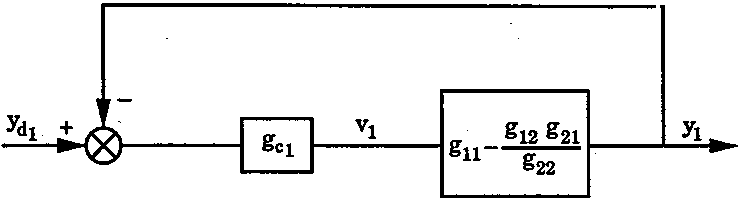 −
y_d1 + g_c1 v_1 g_11 − g_12 g_21 / g_22 y_1